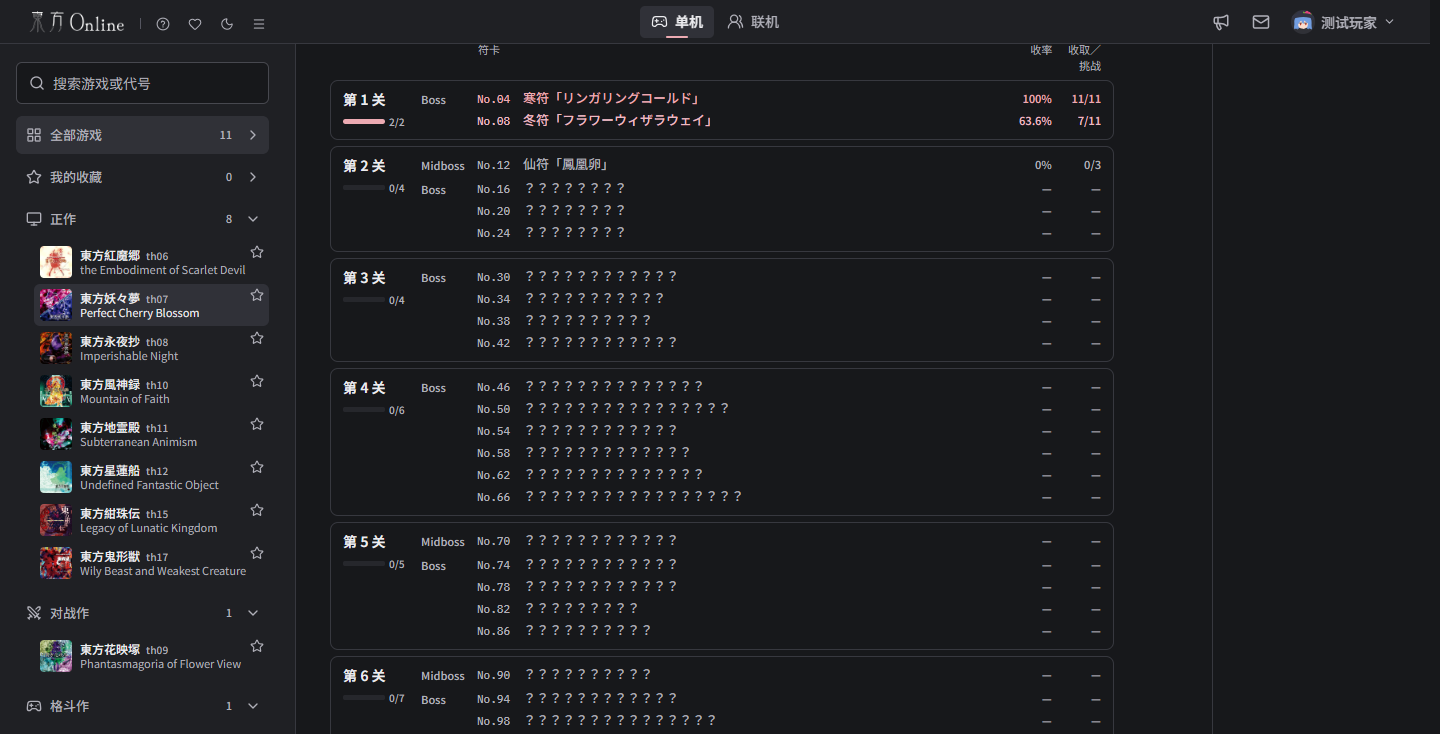 東方Online
单机
联机
测试玩家
搜索游戏或代号
全部游戏 11
我的收藏 0
正作 8
東方紅魔郷 th06
the Embodiment of Scarlet Devil
東方妖々夢 th07
Perfect Cherry Blossom
東方永夜抄 th08
Imperishable Night
東方風神録 th10
Mountain of Faith
東方地霊殿 th11
Subterranean Animism
東方星蓮船 th12
Undefined Fantastic Object
東方紺珠伝 th15
Legacy of Lunatic Kingdom
東方鬼形獣 th17
Wily Beast and Weakest Creature
对战作 1
東方花映塚 th09
Phantasmagoria of Flower View
格斗作 1
符卡 收率 收取／
挑战
第 1 关 Boss No.04 寒符「リンガリングコールド」 100% 11/11
2/2 No.08 冬符「フラワーウィザラウェイ」 63.6% 7/11
第 2 关 Midboss No.12 仙符「鳳凰卵」 0% 0/3
0/4 Boss No.16 ？？？？？？？？ — —
No.20 ？？？？？？？？ — —
No.24 ？？？？？？？？ — —
第 3 关 Boss No.30 ？？？？？？？？？？？？ — —
0/4 No.34 ？？？？？？？？？？？ — —
No.38 ？？？？？？？？？？ — —
No.42 ？？？？？？？？？？？？ — —
第 4 关 Boss No.46 ？？？？？？？？？？？？？？ — —
0/6 No.50 ？？？？？？？？？？？？？？？？ — —
No.54 ？？？？？？？？？？？？ — —
No.58 ？？？？？？？？？？？？？ — —
No.62 ？？？？？？？？？？？？？？ — —
No.66 ？？？？？？？？？？？？？？？？？ — —
第 5 关 Midboss No.70 ？？？？？？？？？？？？ — —
0/5 Boss No.74 ？？？？？？？？？？？？ — —
No.78 ？？？？？？？？？？？？ — —
No.82 ？？？？？？？？？ — —
No.86 ？？？？？？？？？？ — —
第 6 关 Midboss No.90 ？？？？？？？？？？ — —
0/7 Boss No.94 ？？？？？？？？？？？？ — —
No.98 ？？？？？？？？？？？？？？？ — —